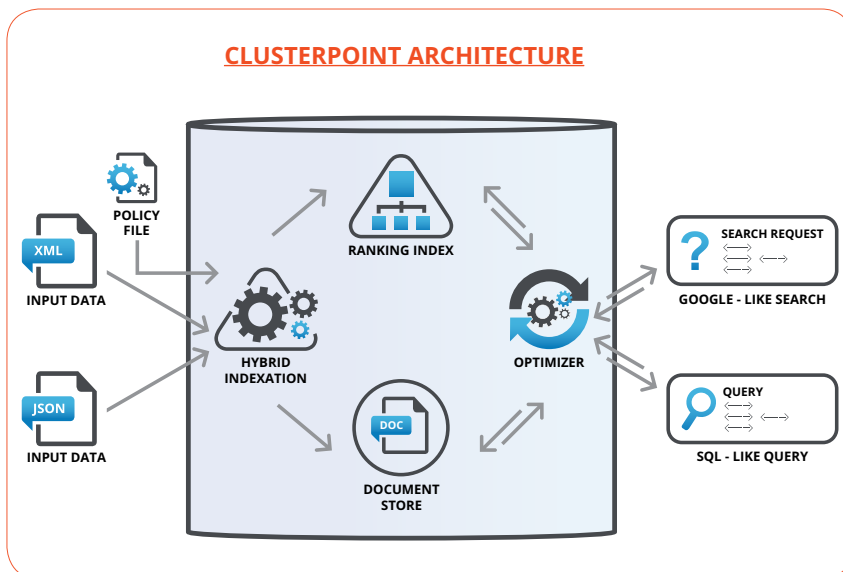 CLUSTERPOINT ARCHITECTURE
POLICY
FILE
XML
INPUT DATA
JSON
INPUT DATA
HYBRID
INDEXATION
RANKING INDEX
DOC
DOCUMENT
STORE
OPTIMIZER
?
SEARCH REQUEST
GOOGLE - LIKE SEARCH
QUERY
SQL - LIKE QUERY